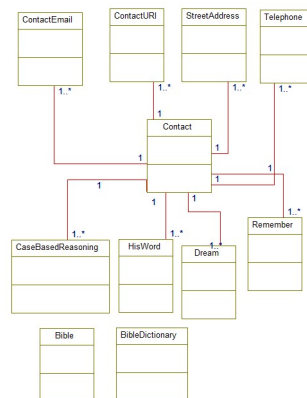 ContactEmail
ContactURI
StreetAddress
Telephone
1..*
1..*
1..*
1..*
1
Contact
1
1
1
1
1
1
1
1..*
1..*
1..*
1..*
CaseBasedReasoning
HisWord
Dream
Remember
Bible
BibleDictionary